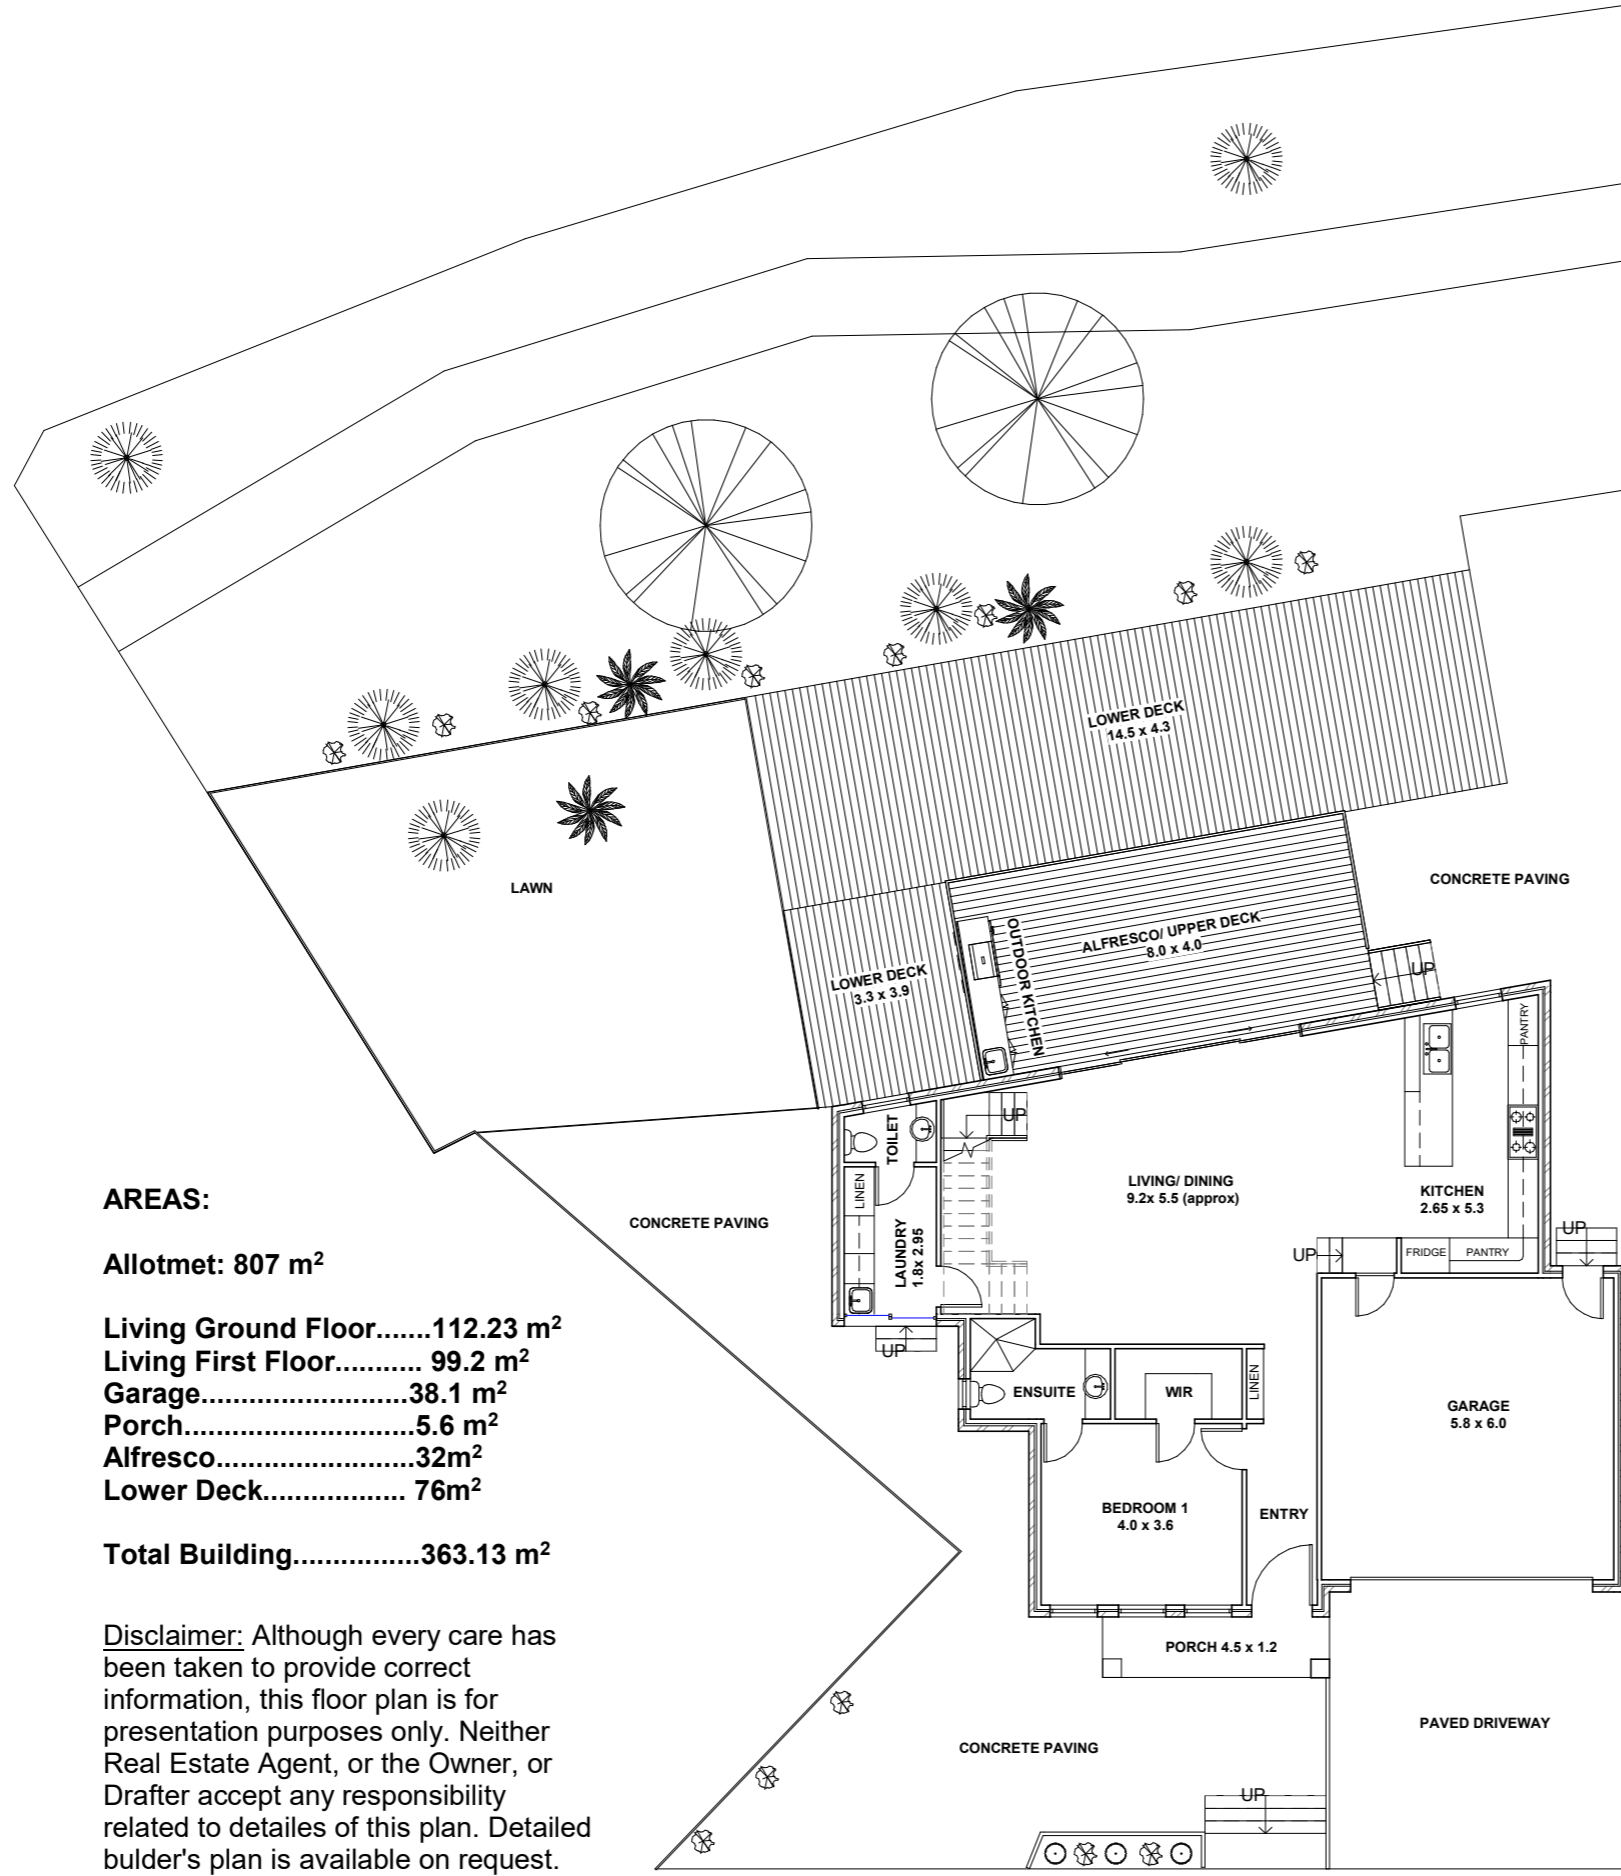 LOWER DECK
14.5 x 4.3
LAWN
CONCRETE PAVING
ALFRESCO/ UPPER DECK
8.0 x 4.0
OUTDOOR KITCHEN
UP
LOWER DECK
3.3 x 3.9
PANTRY
UP
TOILET
LINEN
LIVING/ DINING
9.2x 5.5 (approx)
KITCHEN
2.65 x 5.3
CONCRETE PAVING
LAUNDRY
1.8x 2.95
UP
FRIDGE
PANTRY
UP
UP
ENSUITE
WIR
LINEN
GARAGE
5.8 x 6.0
BEDROOM 1
4.0 x 3.6
ENTRY
PORCH 4.5 x 1.2
PAVED DRIVEWAY
CONCRETE PAVING
UP
AREAS:
Allotmet: 807 m²
Living Ground Floor.......112.23 m²
Living First Floor........... 99.2 m²
Garage..........................38.1 m²
Porch.............................5.6 m²
Alfresco.........................32m²
Lower Deck.................. 76m²
Total Building................363.13 m²
Disclaimer: Although every care has
been taken to provide correct
information, this floor plan is for
presentation purposes only. Neither
Real Estate Agent, or the Owner, or
Drafter accept any responsibility
related to detailes of this plan. Detailed
bulder's plan is available on request.